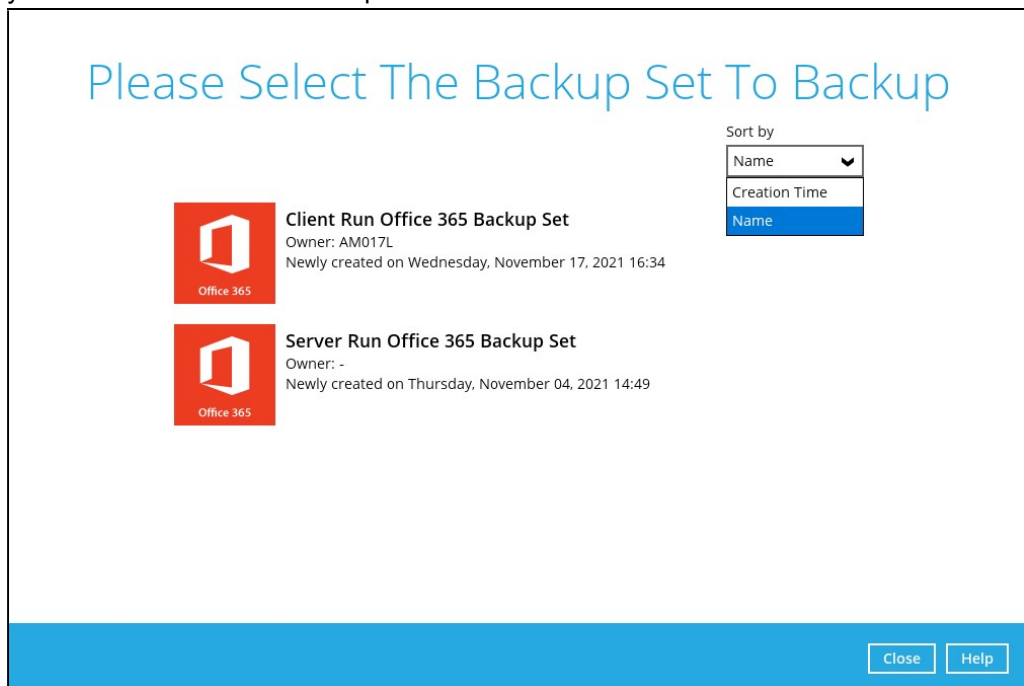 Please Select The Backup Set To Backup
Sort by
Name
Creation Time
Name
Client Run Office 365 Backup Set
Owner: AM017L
Newly created on Wednesday, November 17, 2021 16:34
Office 365
Server Run Office 365 Backup Set
Owner: -
Newly created on Thursday, November 04, 2021 14:49
Office 365
Close Help